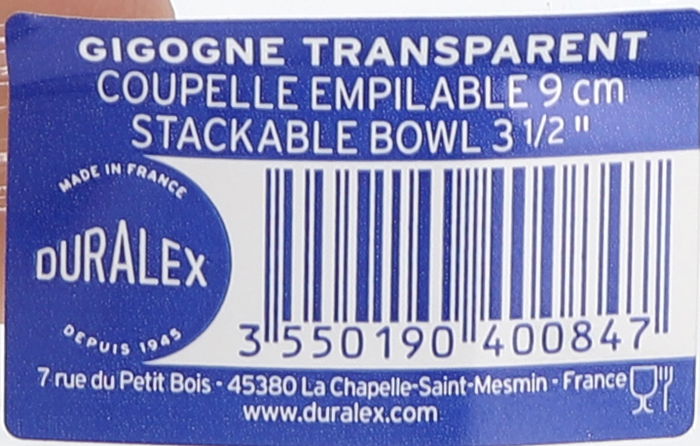 GIGOGNE TRANSPARENT
COUPELLE EMPILABLE 9 cm
STACKABLE BOWL 3 1/2"
MADE IN FRANCE
DURALEX
DEPUIS 1945
3 550190 400847
7 rue du Petit Bois - 45380 La Chapelle-Saint-Mesmin - France
www.duralex.com